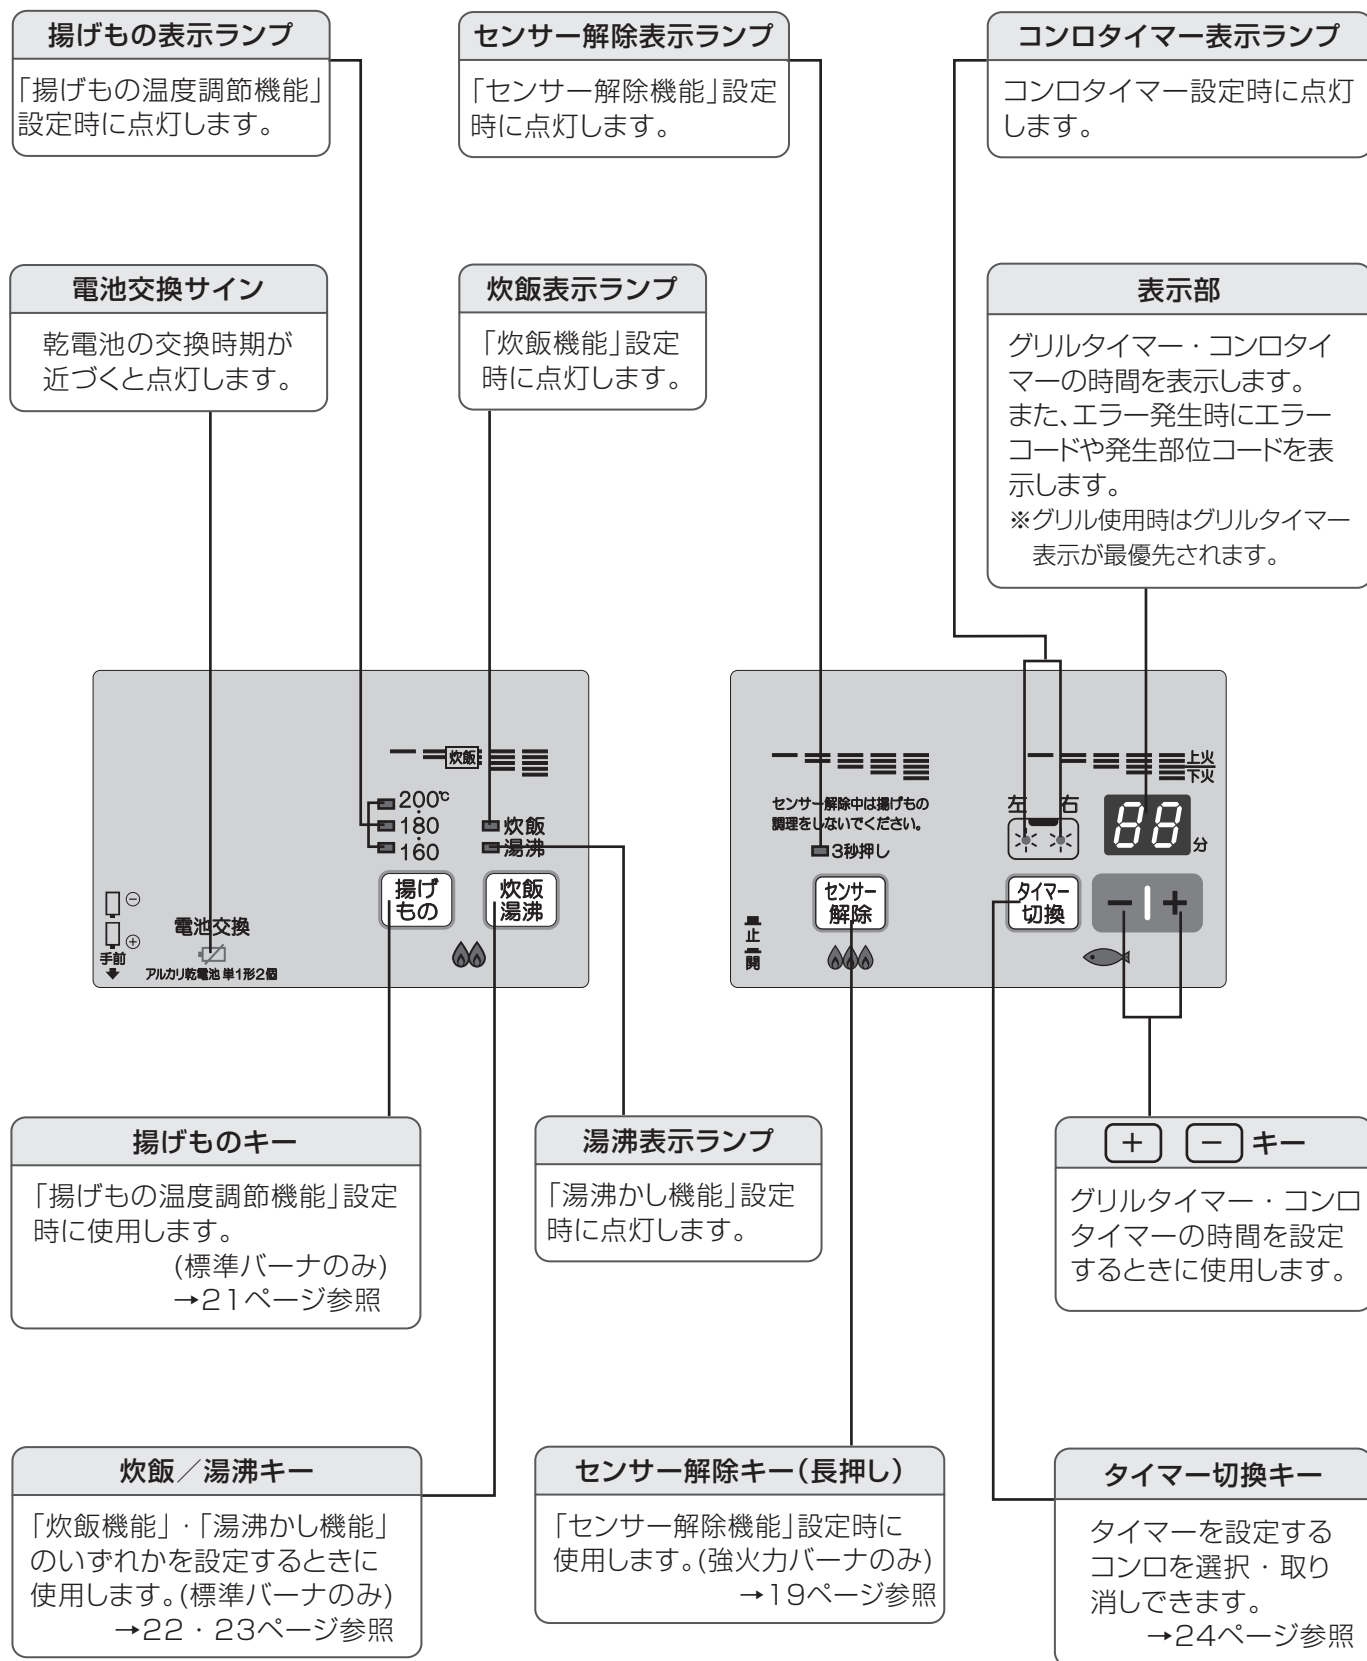 揚げもの表示ランプ
「揚げもの温度調節機能」
設定時に点灯します。
センサー解除表示ランプ
「センサー解除機能」設定
時に点灯します。
コンロタイマー表示ランプ
コンロタイマー設定時に点灯
します。
電池交換サイン
乾電池の交換時期が
近づくと点灯します。
炊飯表示ランプ
「炊飯機能」設定
時に点灯します。
表示部
グリルタイマー・コンロタイ
マーの時間を表示します。
また、エラー発生時にエラー
コードや発生部位コードを表
示します。
※グリル使用時はグリルタイマー
表示が最優先されます。
炊飯
200℃
・
180
・
160
炊飯
湯沸
揚げ
もの
炊飯
湯沸
⊖
⊕
手前
電池交換
アルカリ乾電池 単1形2個
センサー解除中は揚げもの
調理をしないでください。
3秒押し
センサー
解除
止
開
上火
下火
左 右
88
分
タイマー
切換
− +
揚げものキー
「揚げもの温度調節機能」設定
時に使用します。
(標準バーナのみ)
→21ページ参照
湯沸表示ランプ
「湯沸かし機能」設定
時に点灯します。
+ − キー
グリルタイマー・コンロ
タイマーの時間を設定
するときに使用します。
炊飯／湯沸キー
「炊飯機能」・「湯沸かし機能」
のいずれかを設定するときに
使用します。(標準バーナのみ)
→22・23ページ参照
センサー解除キー(長押し)
「センサー解除機能」設定時に
使用します。(強火力バーナのみ)
→19ページ参照
タイマー切換キー
タイマーを設定する
コンロを選択・取り
消しできます。
→24ページ参照